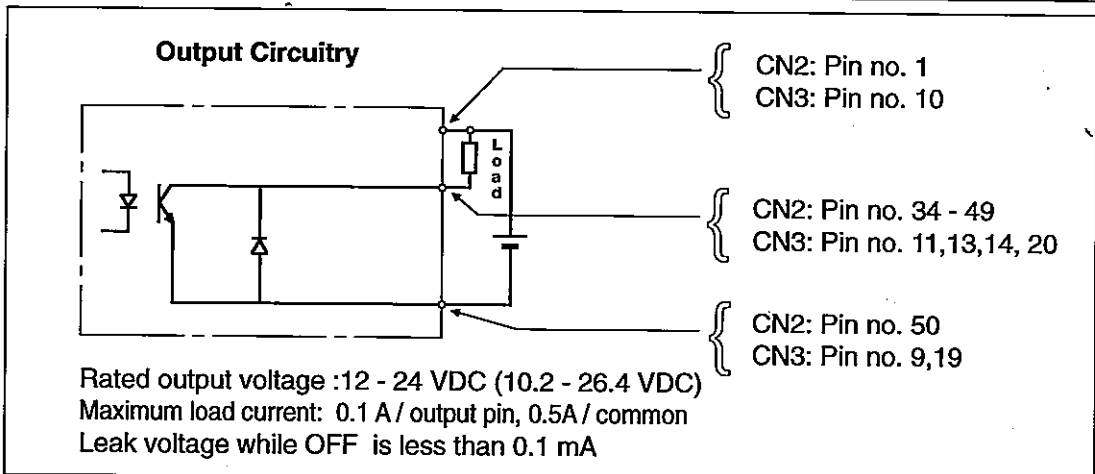 Output Circuitry
CN2: Pin no. 1
CN3: Pin no. 10
Load
CN2: Pin no. 34 - 49
CN3: Pin no. 11,13,14, 20
CN2: Pin no. 50
CN3: Pin no. 9,19
Rated output voltage :12 - 24 VDC (10.2 - 26.4 VDC)
Maximum load current: 0.1 A / output pin, 0.5A / common
Leak voltage while OFF is less than 0.1 mA